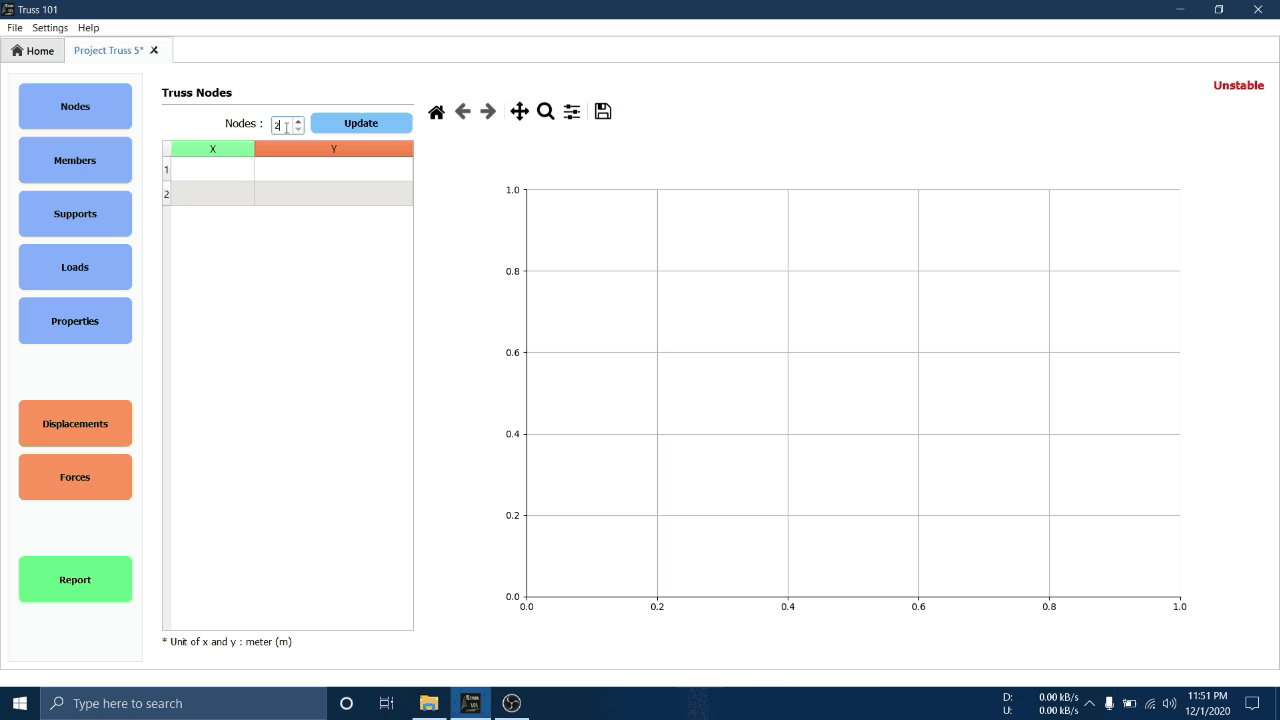 Truss 101
File Settings Help
Home Project Truss 5*
Nodes
Members
Supports
Loads
Properties
Displacements
Forces
Report
Truss Nodes
Nodes : 2 Update
X Y
1
2
* Unit of x and y : meter (m)
Unstable
1.0
0.8
0.6
0.4
0.2
0.0
0.0 0.2 0.4 0.6 0.8 1.0
Type here to search
Truss
101
D: 0.00 kB/s
U: 0.00 kB/s
11:51 PM
12/1/2020